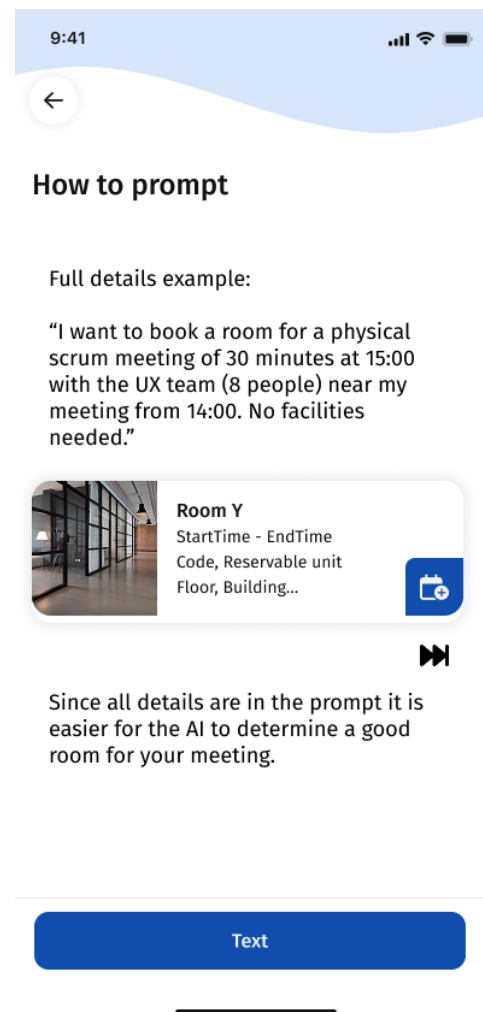 9:41
How to prompt
Full details example:
“I want to book a room for a physical
scrum meeting of 30 minutes at 15:00
with the UX team (8 people) near my
meeting from 14:00. No facilities
needed.”
Room Y
StartTime - EndTime
Code, Reservable unit
Floor, Building...
Since all details are in the prompt it is
easier for the AI to determine a good
room for your meeting.
Text